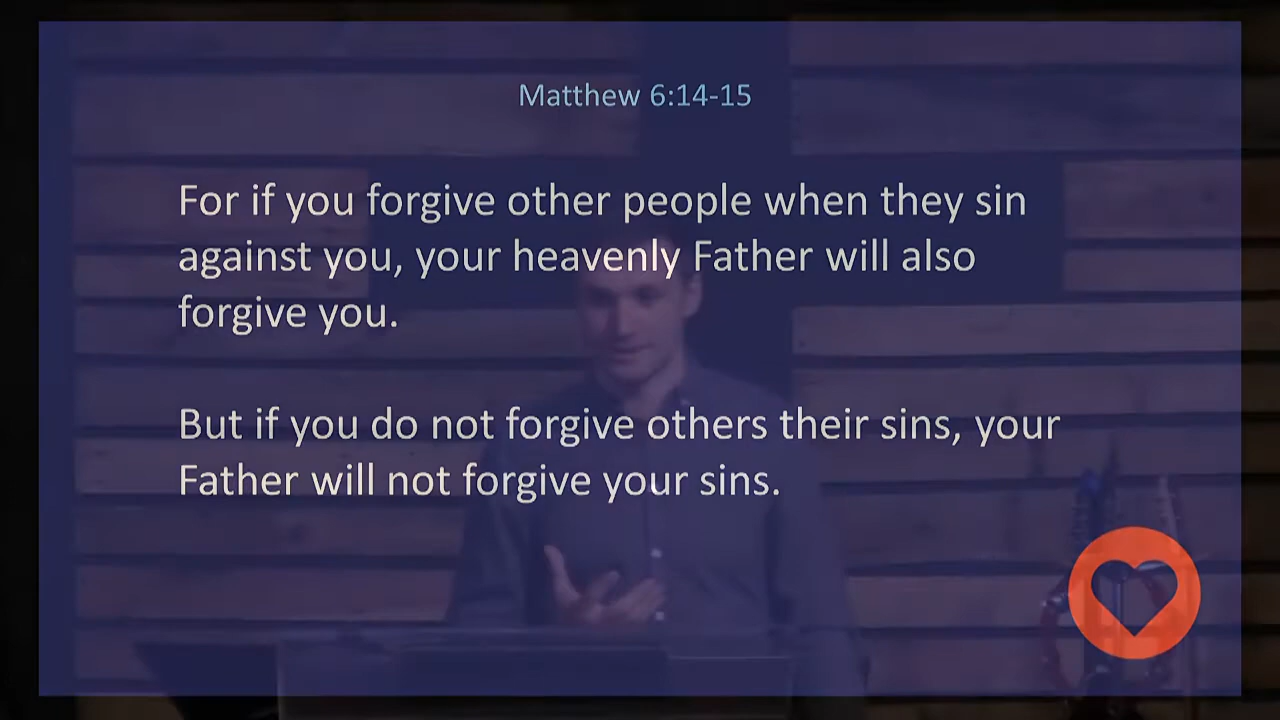 Matthew 6:14-15
For if you forgive other people when they sin
against you, your heavenly Father will also
forgive you.
But if you do not forgive others their sins, your
Father will not forgive your sins.